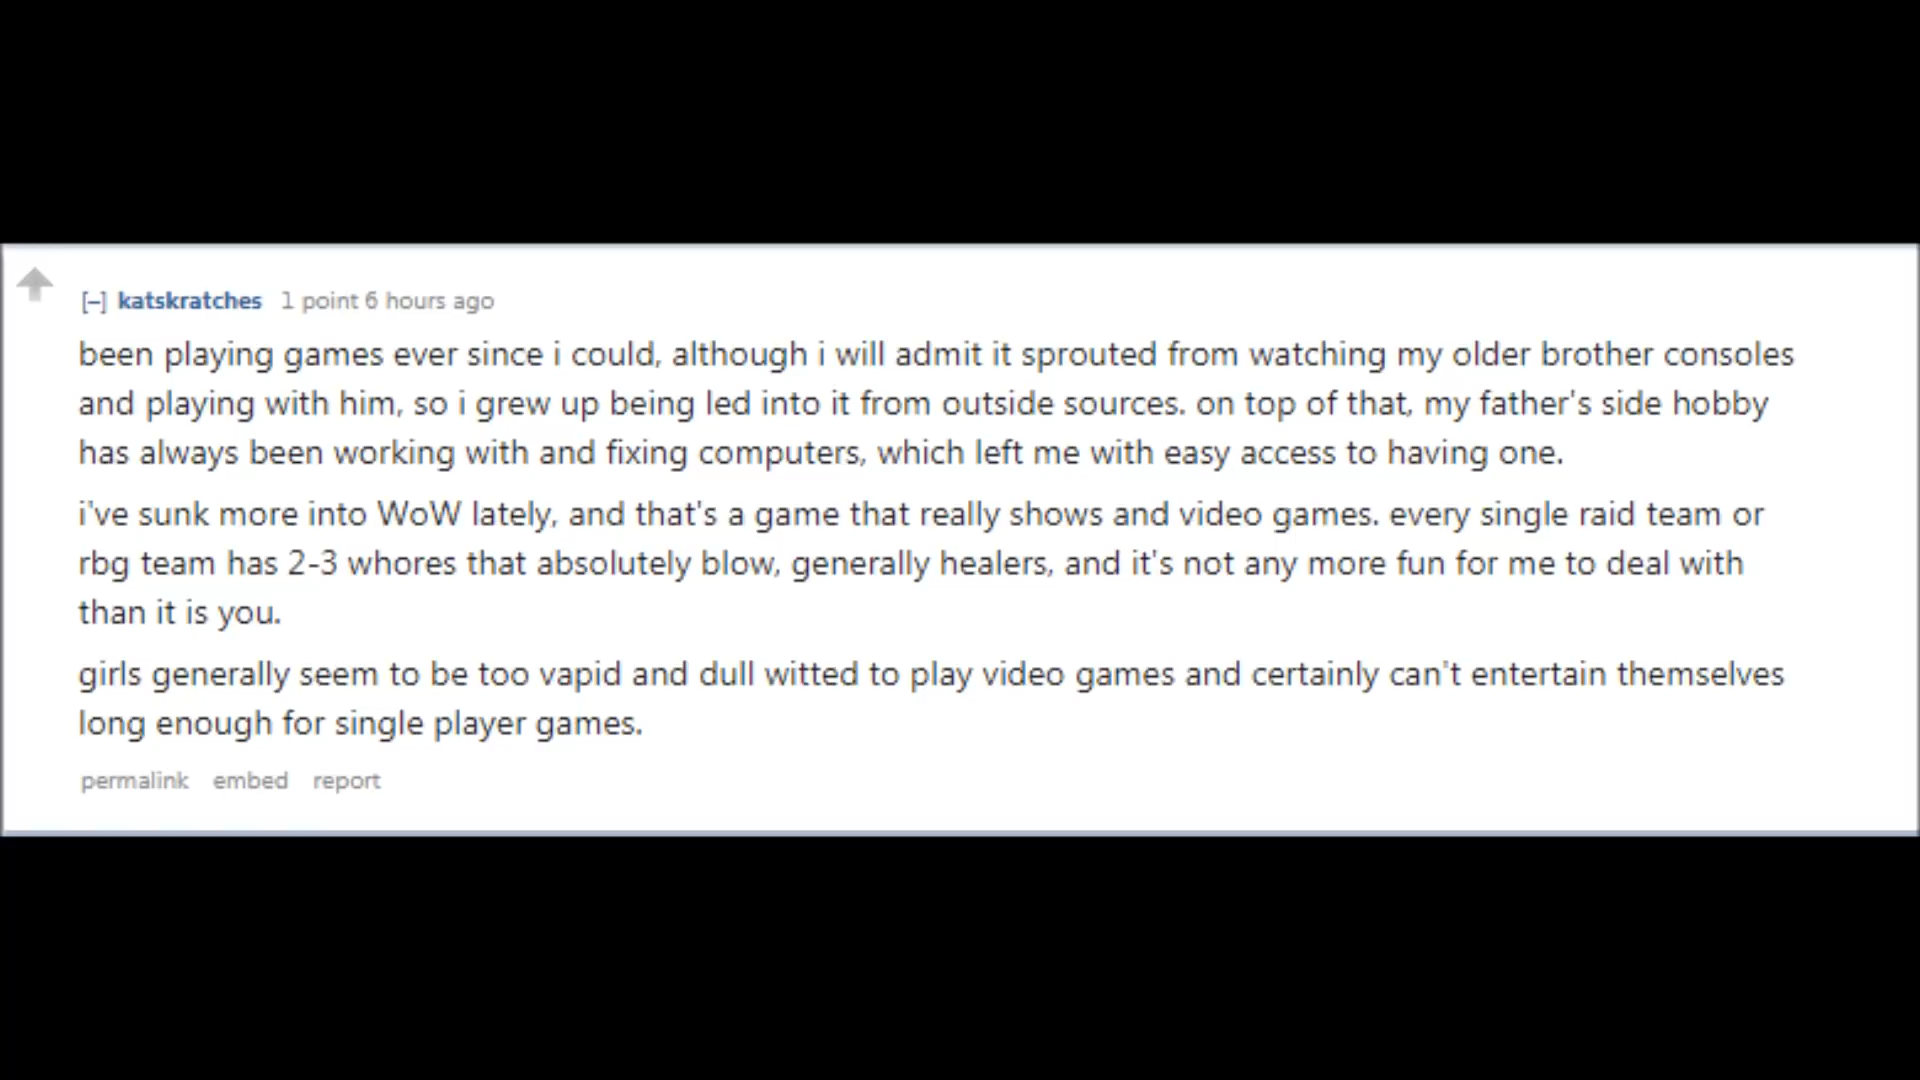 [–] katskratches 1 point 6 hours ago
been playing games ever since i could, although i will admit it sprouted from watching my older brother consoles
and playing with him, so i grew up being led into it from outside sources. on top of that, my father's side hobby
has always been working with and fixing computers, which left me with easy access to having one.
i've sunk more into WoW lately, and that's a game that really shows and video games. every single raid team or
rbg team has 2-3 whores that absolutely blow, generally healers, and it's not any more fun for me to deal with
than it is you.
girls generally seem to be too vapid and dull witted to play video games and certainly can't entertain themselves
long enough for single player games.
permalink embed report